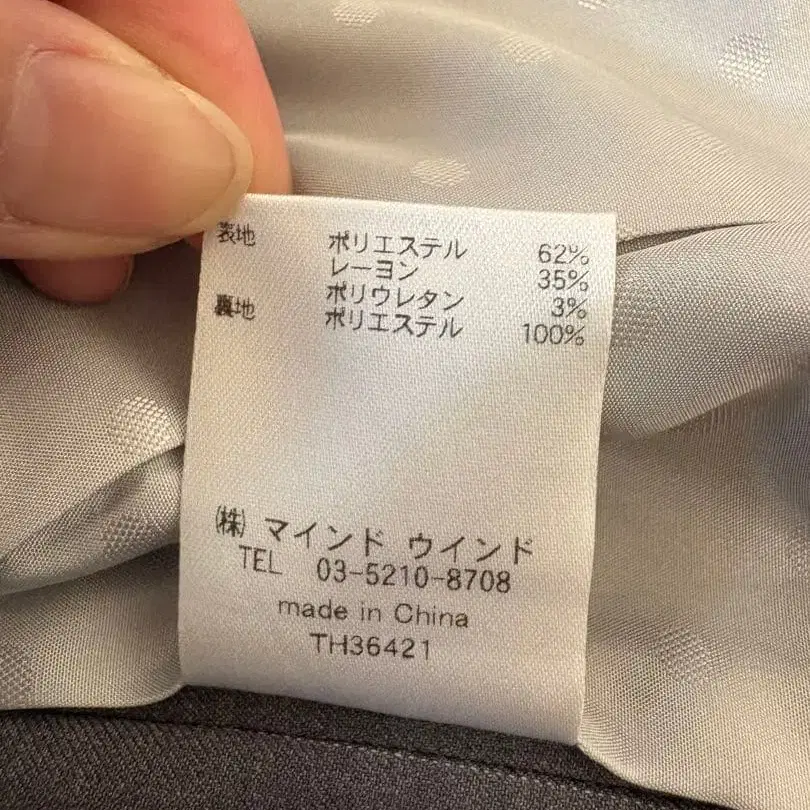 表地 ポリエステル 62%
レーヨン 35%
ポリウレタン 3%
裏地 ポリエステル 100%
㈱ マインド ウインド
TEL 03-5210-8708
made in China
TH36421